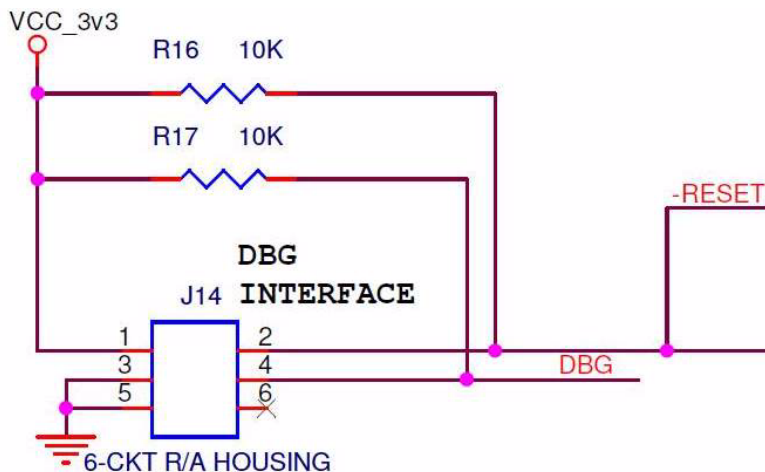 VCC_3v3
R16 10K
R17 10K
-RESET
DBG
INTERFACE
J14
1 2
3 4
DBG
5 6
6-CKT R/A HOUSING